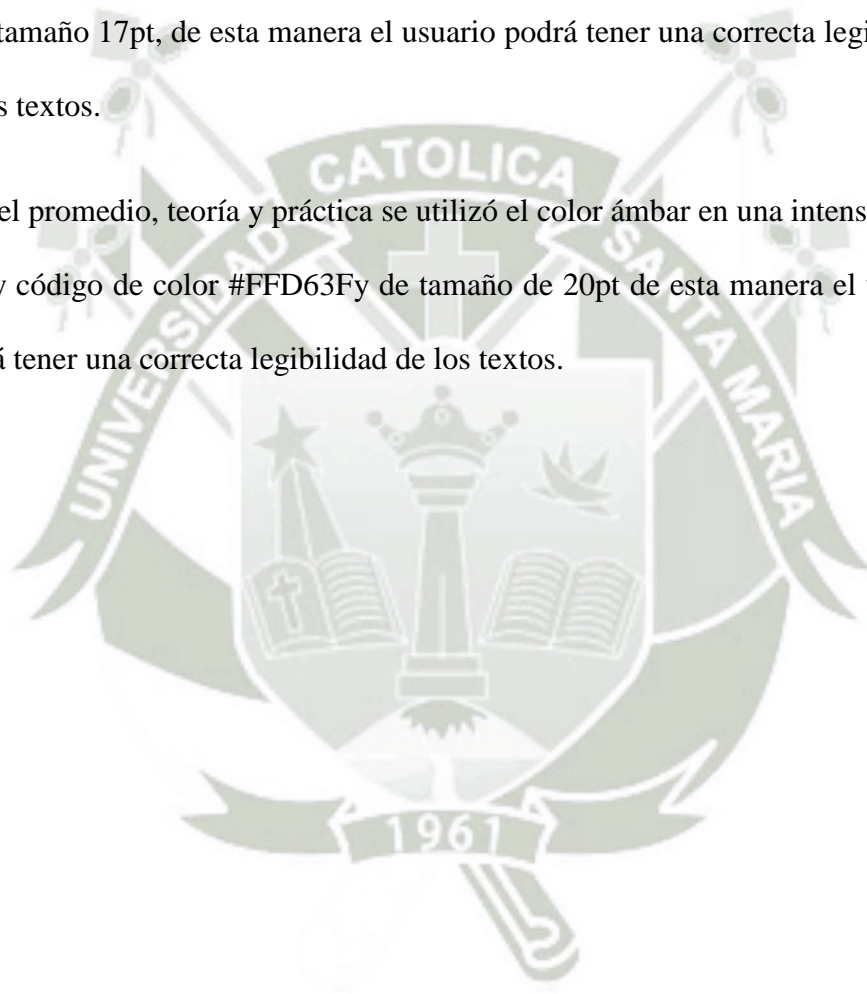 tamaño 17pt, de esta manera el usuario podrá tener una correcta legi
s textos.
el promedio, teoría y práctica se utilizó el color ámbar en una intens
y código de color #FFD63Fy de tamaño de 20pt de esta manera el
á tener una correcta legibilidad de los textos.
UNIVERSIDAD CATOLICA SANTA MARIA
1961